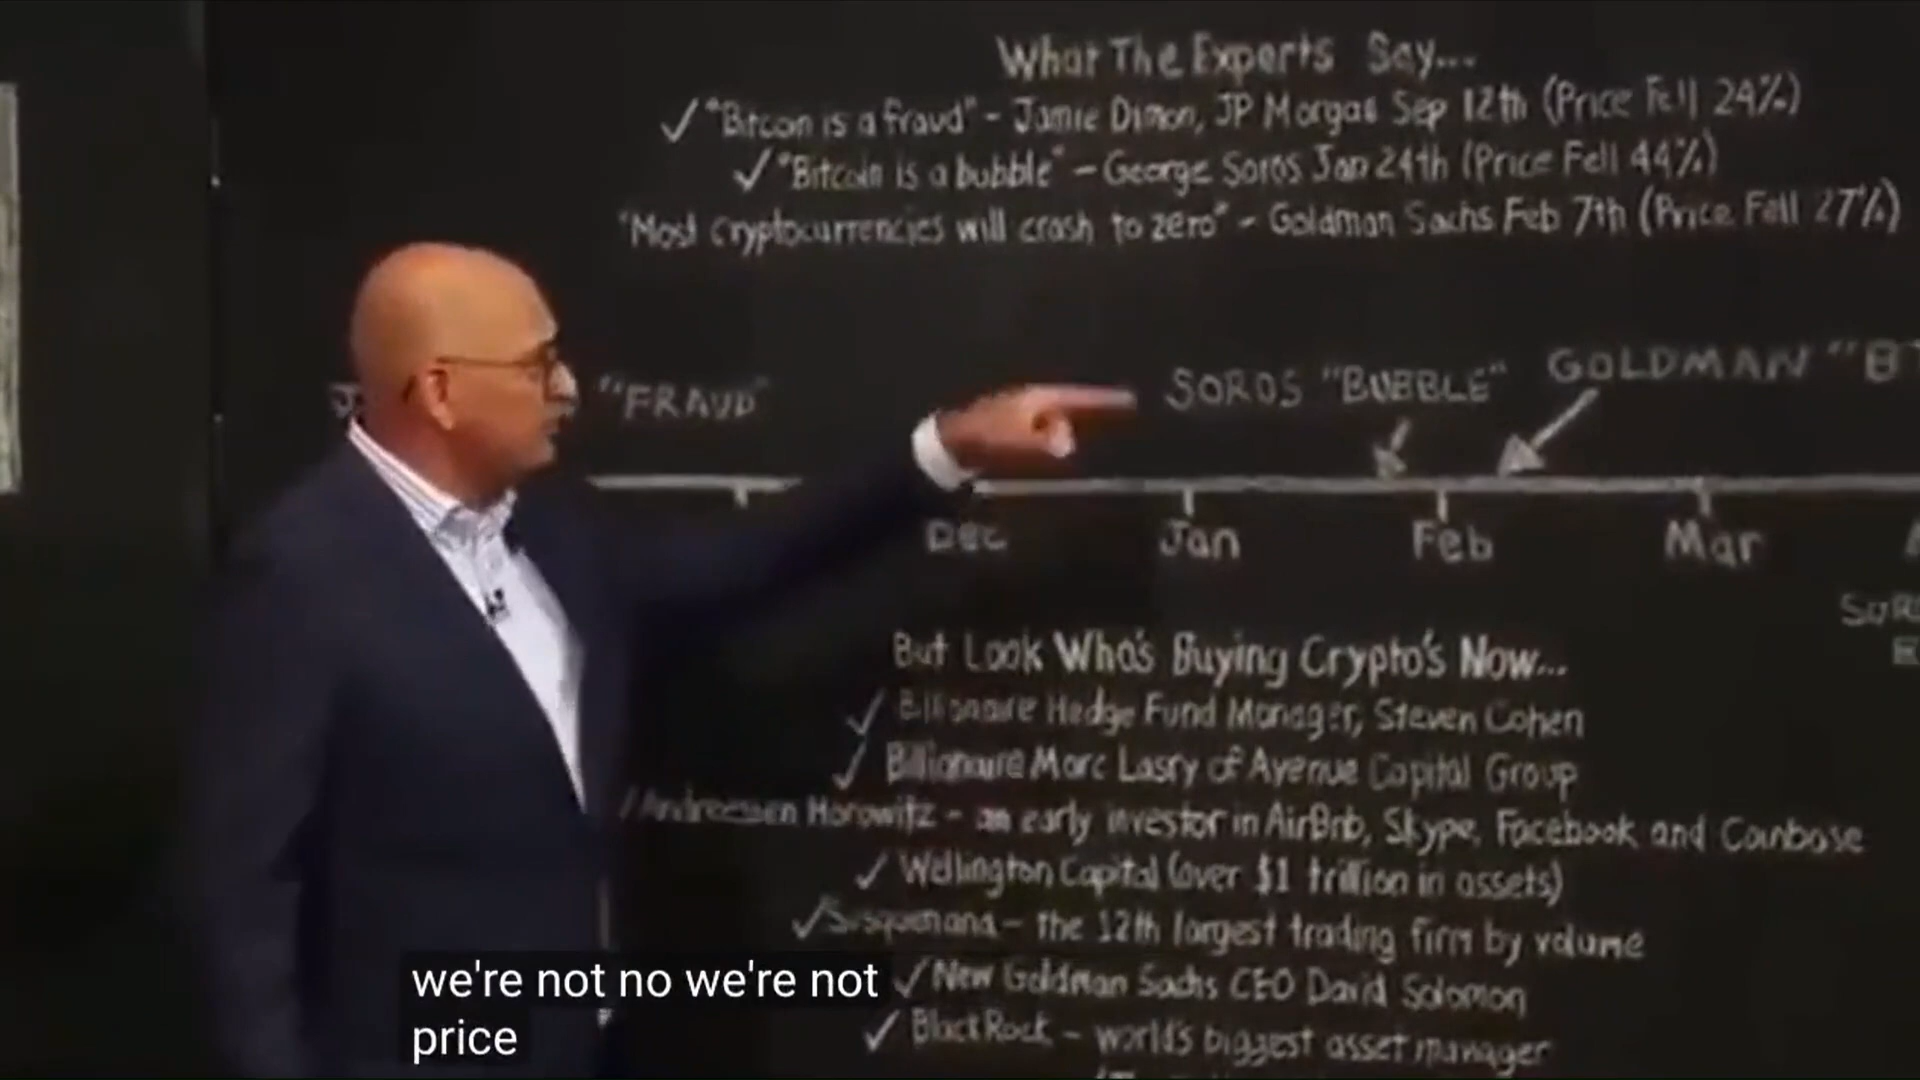 What The Experts Say...
✓ "Bitcoin is a fraud" - Jamie Dimon, JP Morgan Sep 12th (Price Fell 24%)
✓ "Bitcoin is a bubble" - George Soros Jan 24th (Price Fell 44%)
"Most cryptocurrencies will crash to zero" - Goldman Sachs Feb 7th (Price Fell 27%)
"FRAUD" SOROS "BUBBLE" GOLDMAN "BT
Dec Jan Feb Mar
SOR
But Look Who's Buying Crypto's Now...
✓ Billionaire Hedge Fund Manager, Steven Cohen
✓ Billionaire Marc Lasry of Avenue Capital Group
Andreessen Horowitz - an early investor in AirBnb, Skype, Facebook and Coinbase
✓ Wellington Capital (over $1 trillion in assets)
✓ Susquehana - the 12th largest trading firm by volume
✓ New Goldman Sachs CEO David Solomon
✓ BlackRock - world's biggest asset manager
we're not no we're not
price